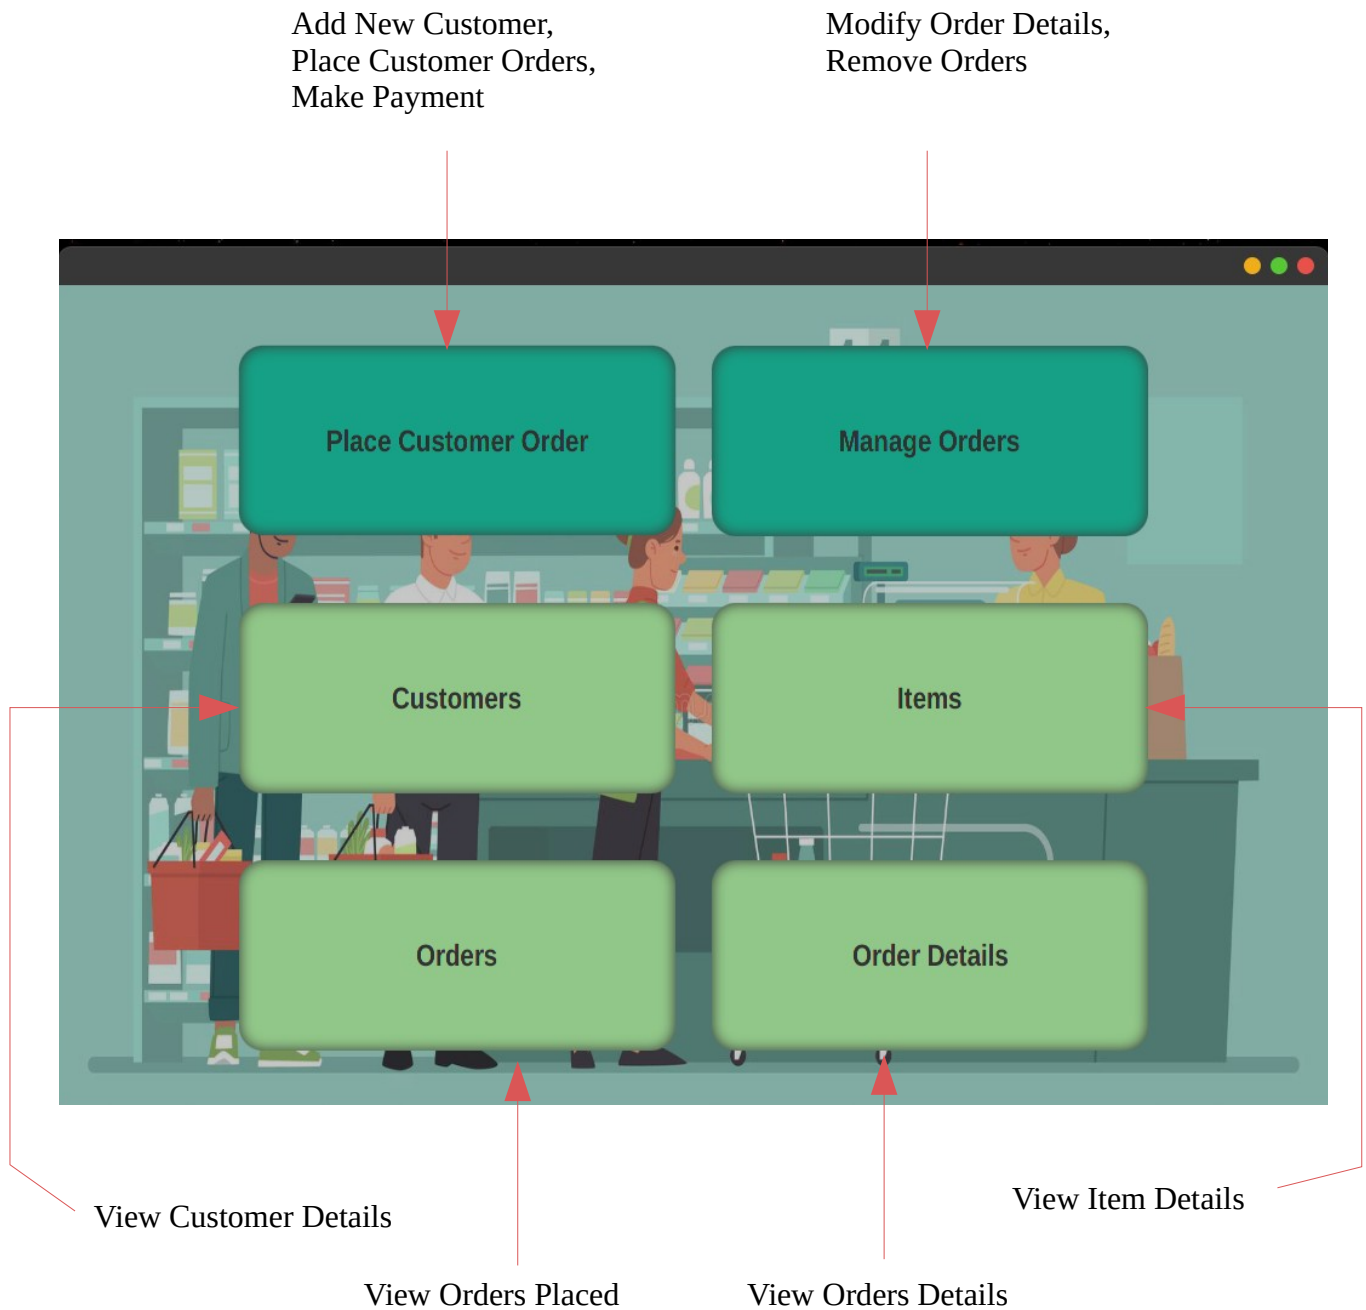 Add New Customer,
Place Customer Orders,
Make Payment
Modify Order Details,
Remove Orders
Place Customer Order
Manage Orders
Customers
Items
Orders
Order Details
View Customer Details
View Item Details
View Orders Placed
View Orders Details